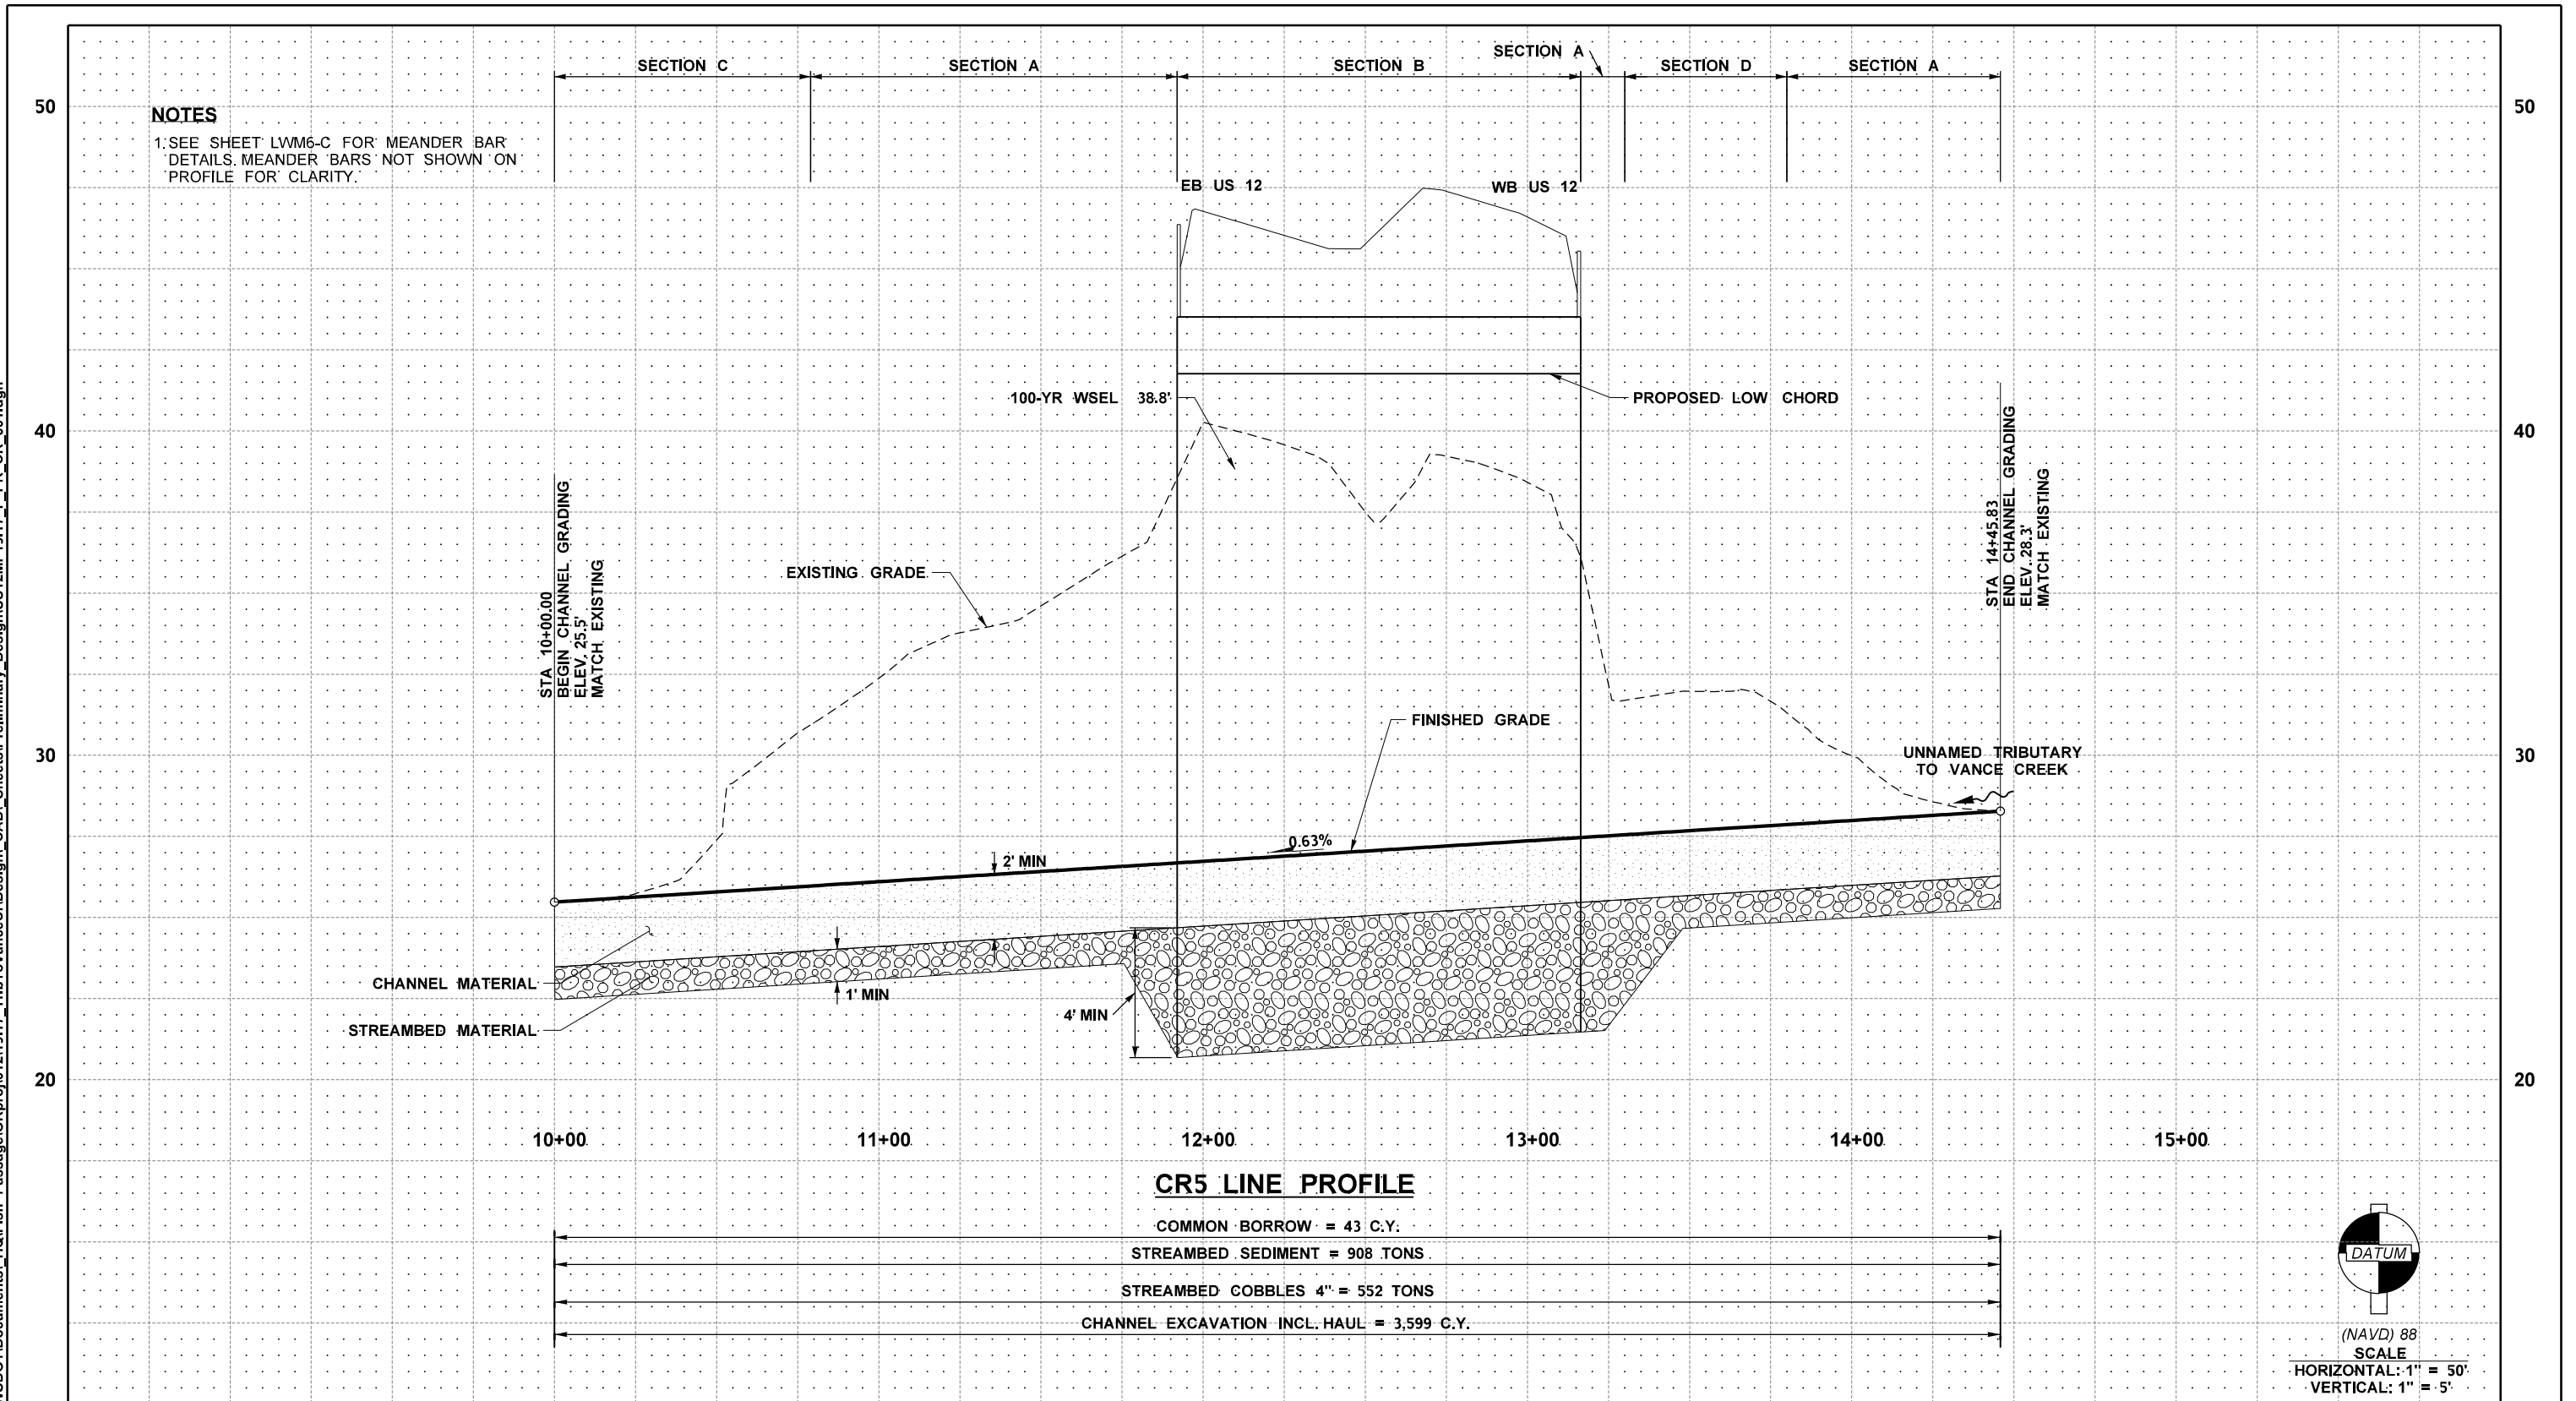 SECTION A
SECTION C
SECTION A
SECTION B
SECTION D
SECTION A
50
50
NOTES
1. SEE SHEET LWM6-C FOR MEANDER BAR
DETAILS. MEANDER BARS NOT SHOWN ON
PROFILE FOR CLARITY.
EB US 12
WB US 12
100-YR WSEL 38.8'
PROPOSED LOW CHORD
40
40
STA 10+00.00
BEGIN CHANNEL GRADING
ELEV. 25.5'
MATCH EXISTING
STA 14+45.83
END CHANNEL GRADING
ELEV. 28.3'
MATCH EXISTING
EXISTING GRADE
FINISHED GRADE
30
30
UNNAMED TRIBUTARY
TO VANCE CREEK
0.63%
2' MIN
CHANNEL MATERIAL
1' MIN
4' MIN
STREAMBED MATERIAL
20
20
10+00
11+00
12+00
13+00
14+00
15+00
CR5 LINE PROFILE
COMMON BORROW = 43 C.Y.
STREAMBED SEDIMENT = 908 TONS
STREAMBED COBBLES 4" = 552 TONS
CHANNEL EXCAVATION INCL. HAUL = 3,599 C.Y.
DATUM
(NAVD) 88
SCALE
HORIZONTAL: 1" = 50'
VERTICAL: 1" = 5'